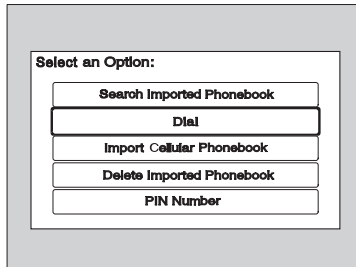 Select an Option:
Search Imported Phonebook
Dial
Import Cellular Phonebook
Delete Imported Phonebook
PIN Number